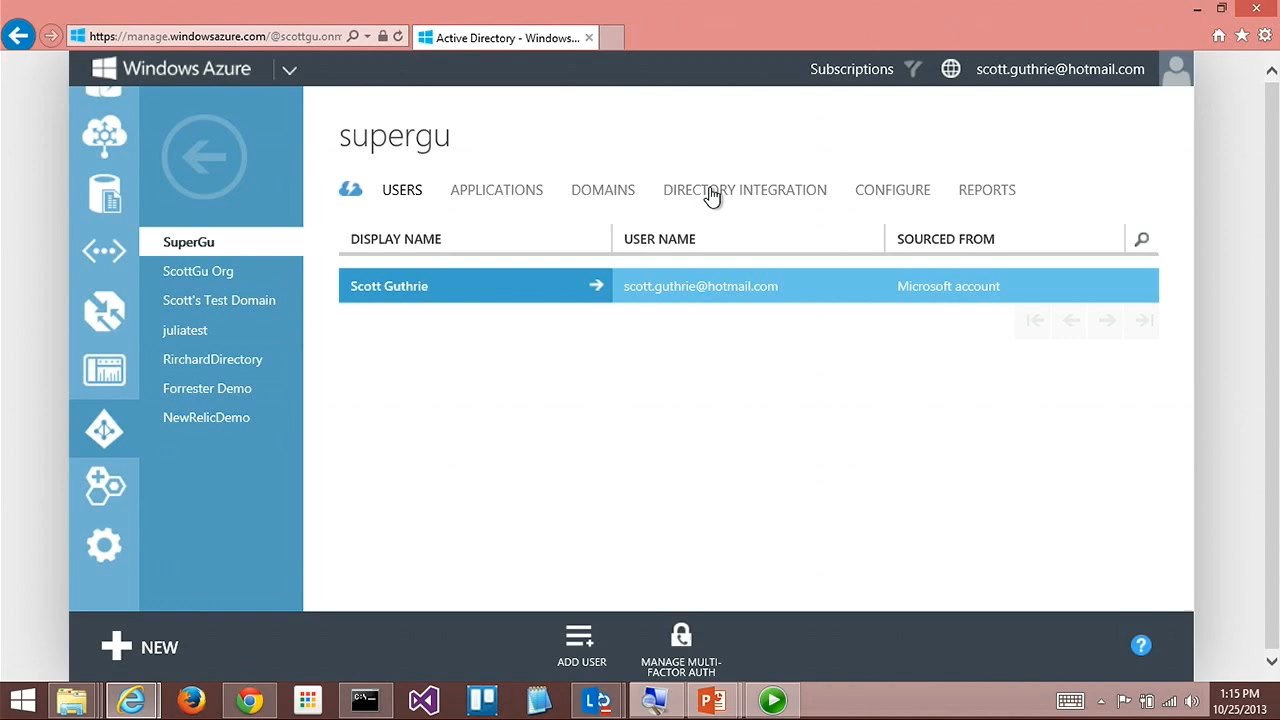 https://manage.windowsazure.com/@scottgu.onm
Active Directory - Windows...
Windows Azure
Subscriptions
scott.guthrie@hotmail.com
supergu
USERS
APPLICATIONS
DOMAINS
DIRECTORY INTEGRATION
CONFIGURE
REPORTS
SuperGu
ScottGu Org
Scott's Test Domain
juliatest
RirchardDirectory
Forrester Demo
NewRelicDemo
DISPLAY NAME
USER NAME
SOURCED FROM
Scott Guthrie
scott.guthrie@hotmail.com
Microsoft account
NEW
ADD USER
MANAGE MULTI-
FACTOR AUTH
?
1:15 PM
10/25/2013